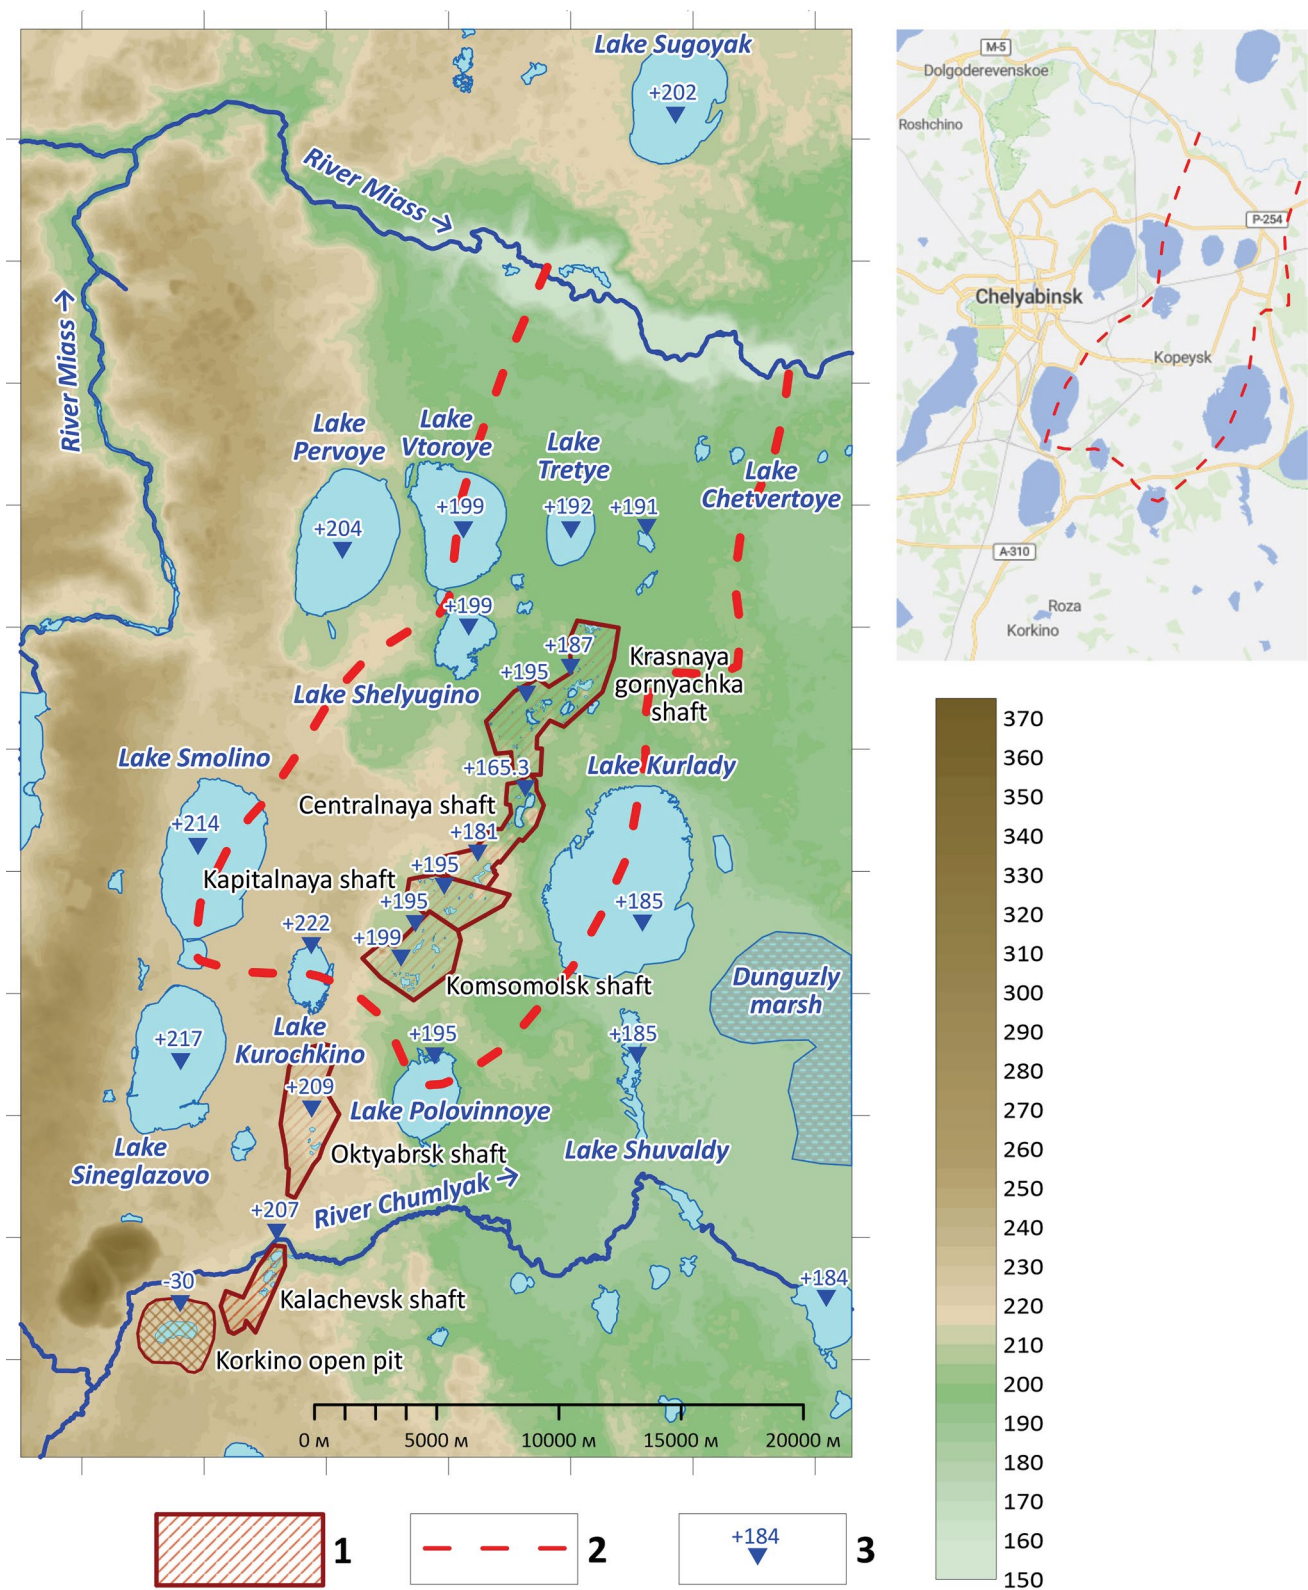 Lake Sugoyak
+202
River Miass →
River Miass →
Lake
Pervoye
Lake
Vtoroye
Lake
Tretye
Lake
Chetvertoye
+204
+199
+192
+191
+199
Lake Shelyugino
+187
+195
Krasnaya
gornyachka
shaft
Lake Smolino
+165.3
Lake Kurlady
Centralnaya shaft
+214
+181
Kapitalnaya shaft
+195
+195
+185
+222
+199
Komsomolsk shaft
Dunguzly
marsh
Lake
Kurochkino
+217
+195
+185
+209
Lake Polovinnoye
Lake
Sineglazovo
Oktyabrsk shaft
Lake Shuvaldy
River Chumlyak →
+207
-30
+184
Kalachevsk shaft
Korkino open pit
0 м
5000 м
10000 м
15000 м
20000 м
1
2
+184
3
M-5
Dolgoderevenskoe
Roshchino
P-254
Chelyabinsk
Kopeysk
A-310
Roza
Korkino
370
360
350
340
330
320
310
300
290
280
270
260
250
240
230
220
210
200
190
180
170
160
150